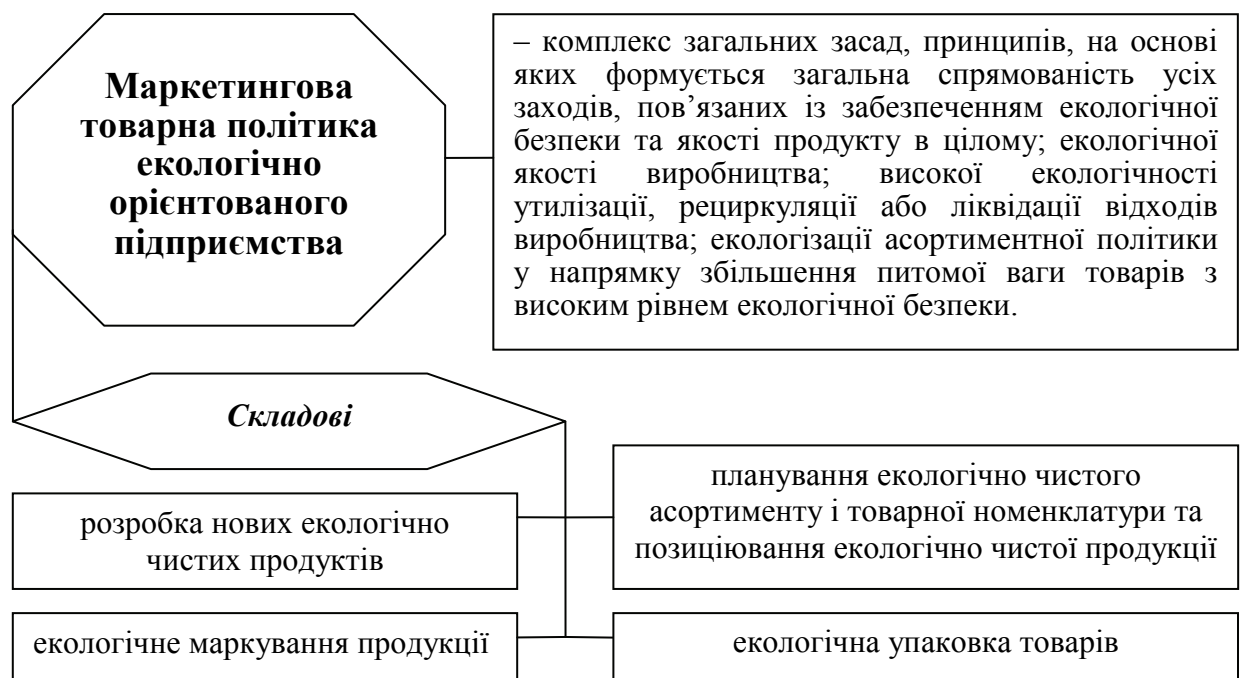 Маркетингова
товарна політика
екологічно
орієнтованого
підприємства
– комплекс загальних засад, принципів, на основі
яких формується загальна спрямованість усіх
заходів, пов’язаних із забезпеченням екологічної
безпеки та якості продукту в цілому; екологічної
якості виробництва; високої екологічності
утилізації, рециркуляції або ліквідації відходів
виробництва; екологізації асортиментної політики
у напрямку збільшення питомої ваги товарів з
високим рівнем екологічної безпеки.
Складові
розробка нових екологічно
чистих продуктів
планування екологічно чистого
асортименту і товарної номенклатури та
позиціювання екологічно чистої продукції
екологічне маркування продукції
екологічна упаковка товарів